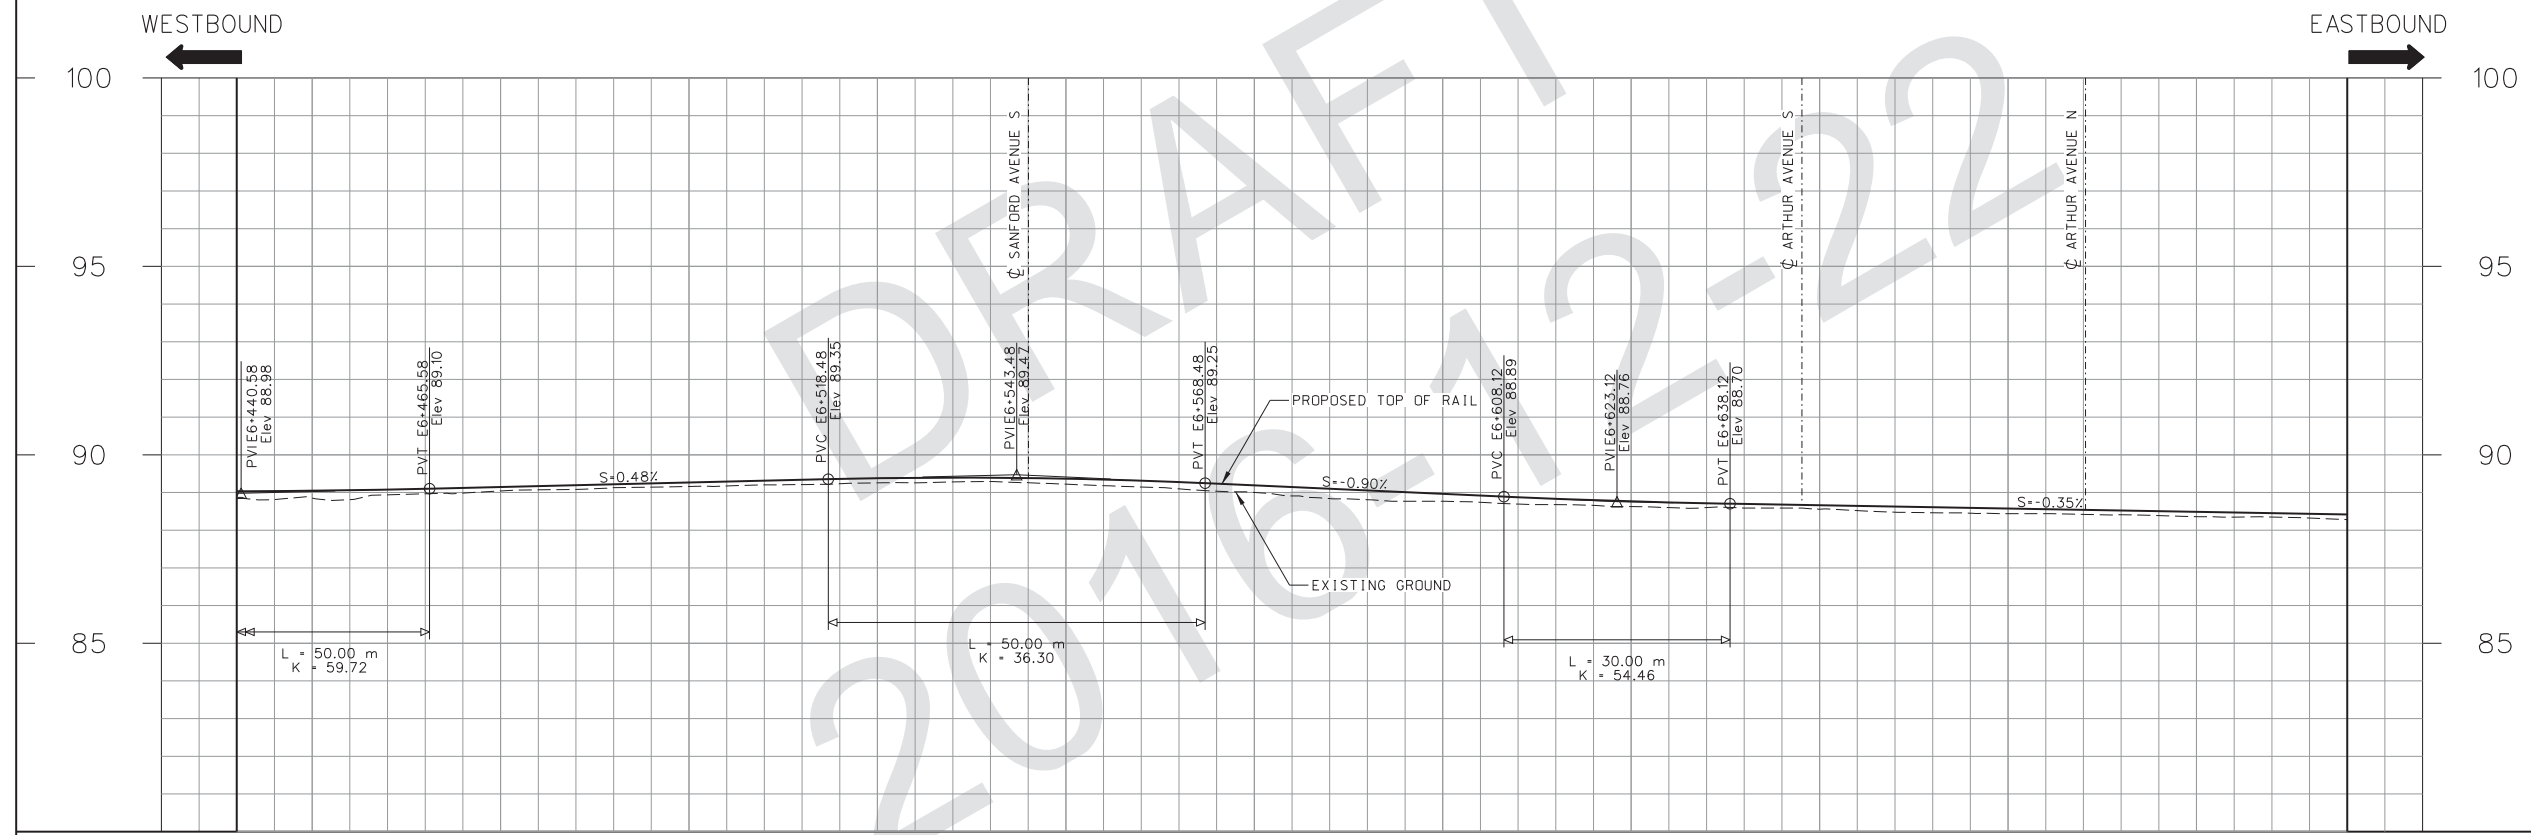 WESTBOUND
EASTBOUND
DRAFT
2016-12-22
100
95
90
85
100
95
90
85
℄ SANFORD AVENUE S
℄ ARTHUR AVENUE S
℄ ARTHUR AVENUE N
PVI E6+440.58
Elev 88.98
PVT E6+465.58
Elev 89.10
PVC E6+518.48
Elev 89.35
PVI E6+543.48
Elev 89.47
PVT E6+568.48
Elev 89.25
PVC E6+608.12
Elev 88.89
PVI E6+623.12
Elev 88.76
PVT E6+638.12
Elev 88.70
PROPOSED TOP OF RAIL
S=0.48%
S=-0.90%
S=-0.35%
EXISTING GROUND
L = 50.00 m
K = 59.72
L = 50.00 m
K = 36.30
L = 30.00 m
K = 54.46